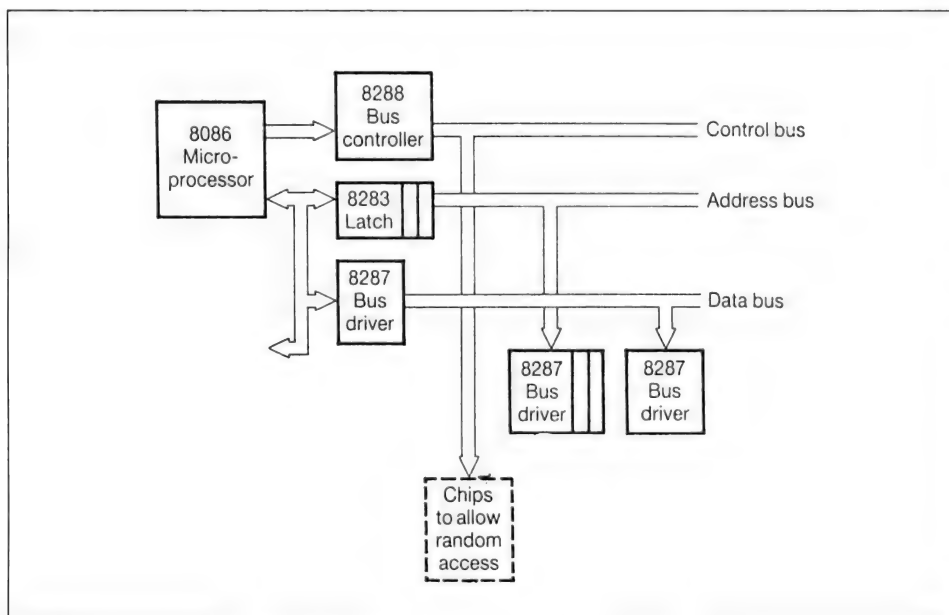 8086
Micro-
processor
8288
Bus
controller
Control bus
8283
Latch
Address bus
8287
Bus
driver
Data bus
8287
Bus
driver
8287
Bus
driver
Chips
to allow
random
access